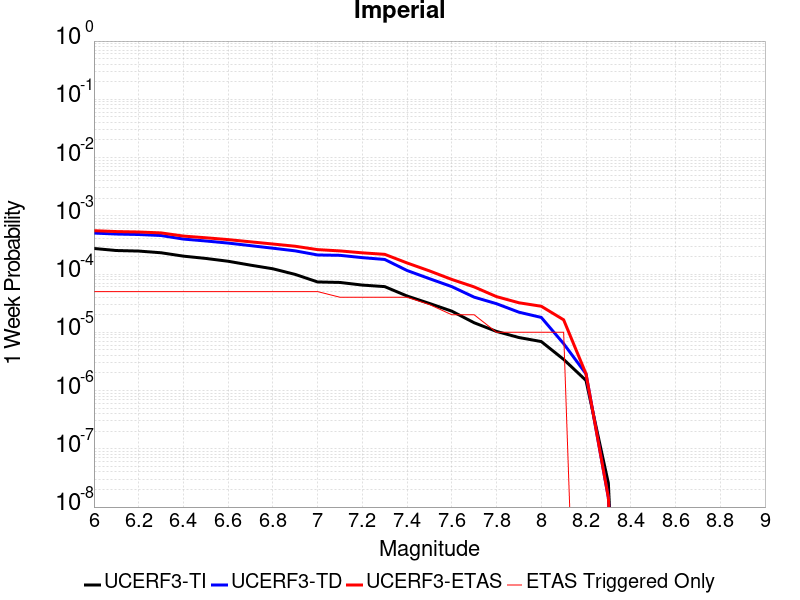 Imperial
10^0
10^-1
10^-2
10^-3
10^-4
10^-5
10^-6
10^-7
10^-8
1 Week Probability
6 6.2 6.4 6.6 6.8 7 7.2 7.4 7.6 7.8 8 8.2 8.4 8.6 8.8 9
Magnitude
UCERF3-TI UCERF3-TD UCERF3-ETAS ETAS Triggered Only